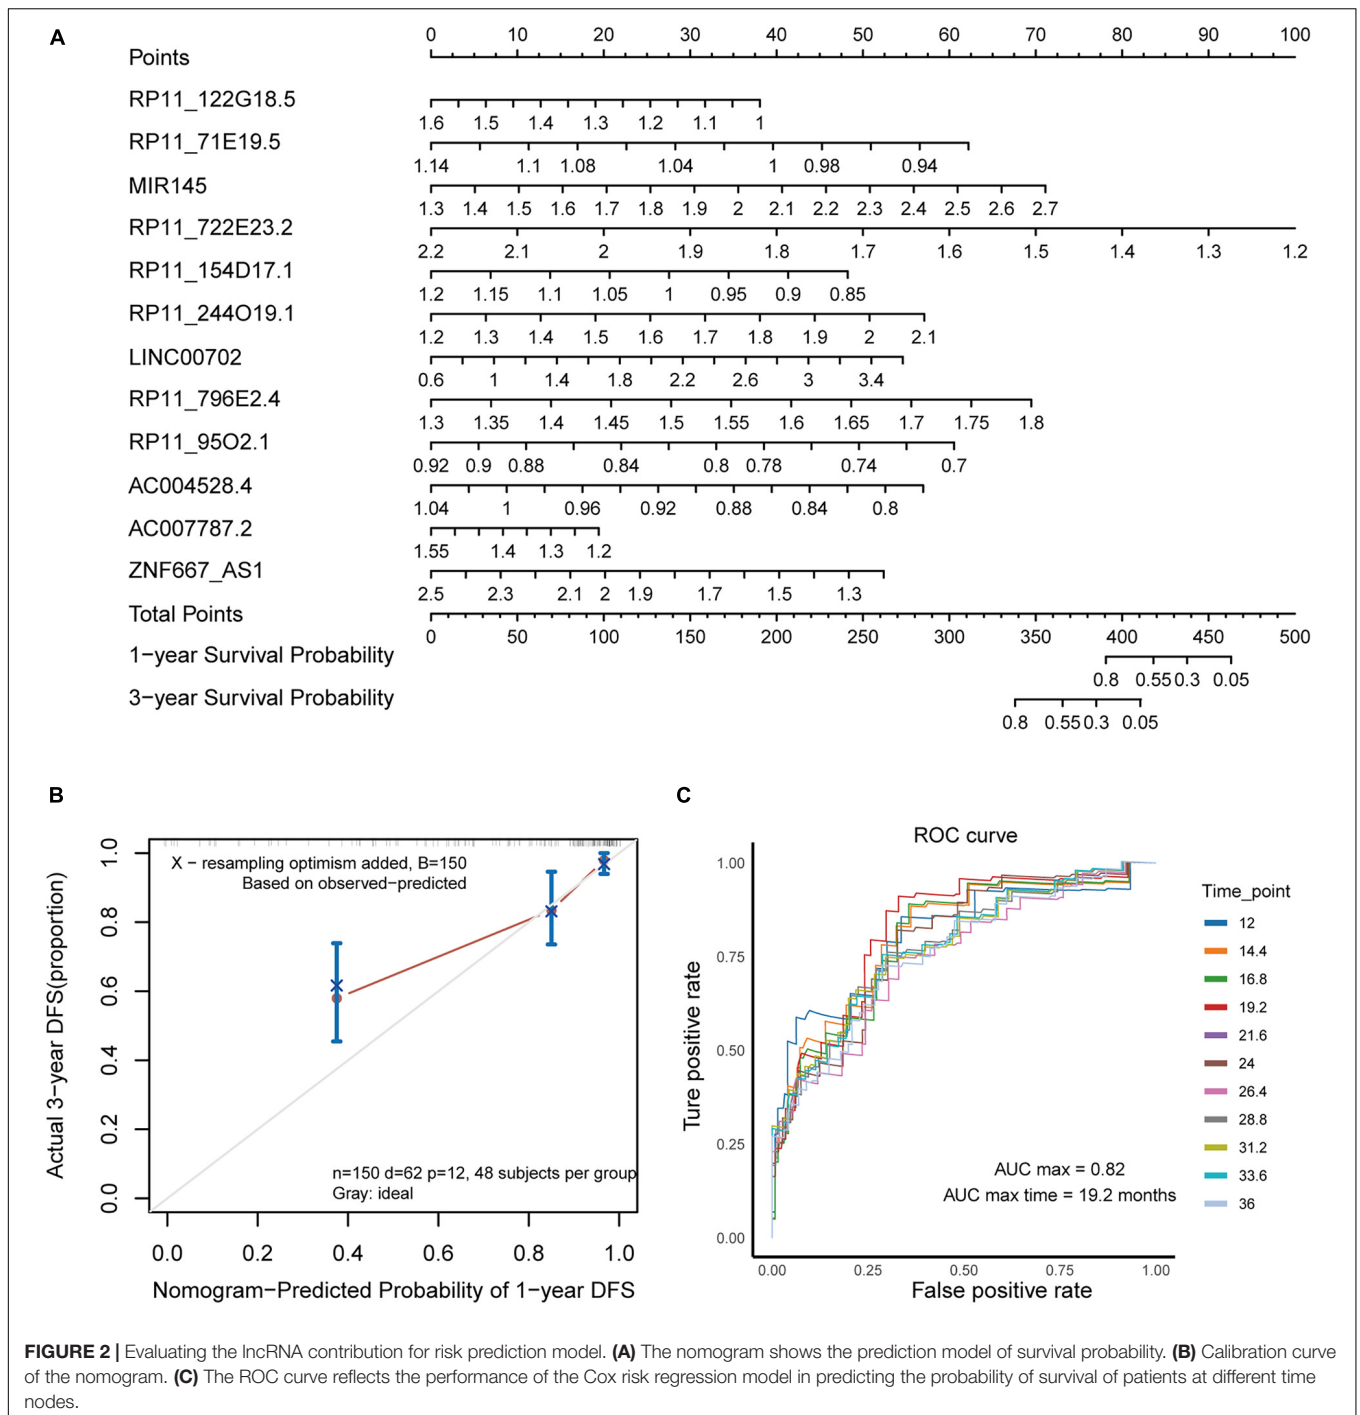 A
0 10 20 30 40 50 60 70 80 90 100
Points
RP11_122G18.5
1.6 1.5 1.4 1.3 1.2 1.1 1
RP11_71E19.5
1.14 1.1 1.08 1.04 1 0.98 0.94
MIR145
1.3 1.4 1.5 1.6 1.7 1.8 1.9 2 2.1 2.2 2.3 2.4 2.5 2.6 2.7
RP11_722E23.2
2.2 2.1 2 1.9 1.8 1.7 1.6 1.5 1.4 1.3 1.2
RP11_154D17.1
1.2 1.15 1.1 1.05 1 0.95 0.9 0.85
RP11_244O19.1
1.2 1.3 1.4 1.5 1.6 1.7 1.8 1.9 2 2.1
LINC00702
0.6 1 1.4 1.8 2.2 2.6 3 3.4
RP11_796E2.4
1.3 1.35 1.4 1.45 1.5 1.55 1.6 1.65 1.7 1.75 1.8
RP11_95O2.1
0.92 0.9 0.88 0.84 0.8 0.78 0.74 0.7
AC004528.4
1.04 1 0.96 0.92 0.88 0.84 0.8
AC007787.2
1.55 1.4 1.3 1.2
ZNF667_AS1
2.5 2.3 2.1 2 1.9 1.7 1.5 1.3
Total Points
0 50 100 150 200 250 300 350 400 450 500
1−year Survival Probability
0.8 0.55 0.3 0.05
3−year Survival Probability
0.8 0.55 0.3 0.05
B
X − resampling optimism added, B=150
Based on observed−predicted
Actual 3−year DFS(proportion)
1.0
0.8
0.6
0.4
0.2
0.0
n=150 d=62 p=12, 48 subjects per group
Gray: ideal
0.0 0.2 0.4 0.6 0.8 1.0
Nomogram−Predicted Probability of 1−year DFS
C
ROC curve
Ture positive rate
1.00
0.75
0.50
0.25
0.00
AUC max = 0.82
AUC max time = 19.2 months
0.00 0.25 0.50 0.75 1.00
False positive rate
Time_point
12
14.4
16.8
19.2
21.6
24
26.4
28.8
31.2
33.6
36
FIGURE 2 | Evaluating the lncRNA contribution for risk prediction model. (A) The nomogram shows the prediction model of survival probability. (B) Calibration curve
of the nomogram. (C) The ROC curve reflects the performance of the Cox risk regression model in predicting the probability of survival of patients at different time
nodes.